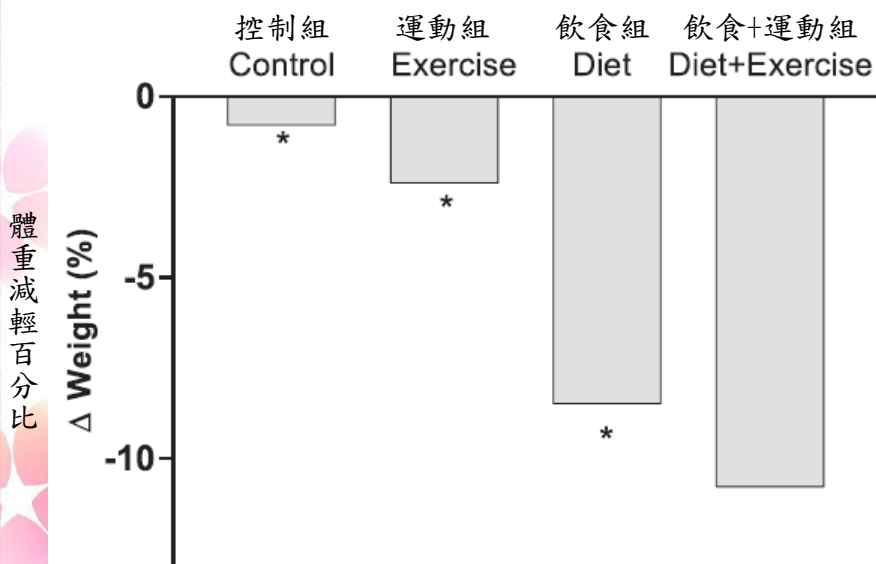 控制組 運動組 飲食組 飲食+運動組
Control Exercise Diet Diet+Exercise
0
*
*
體重減輕百分比
Δ Weight (%)
-5
*
-10